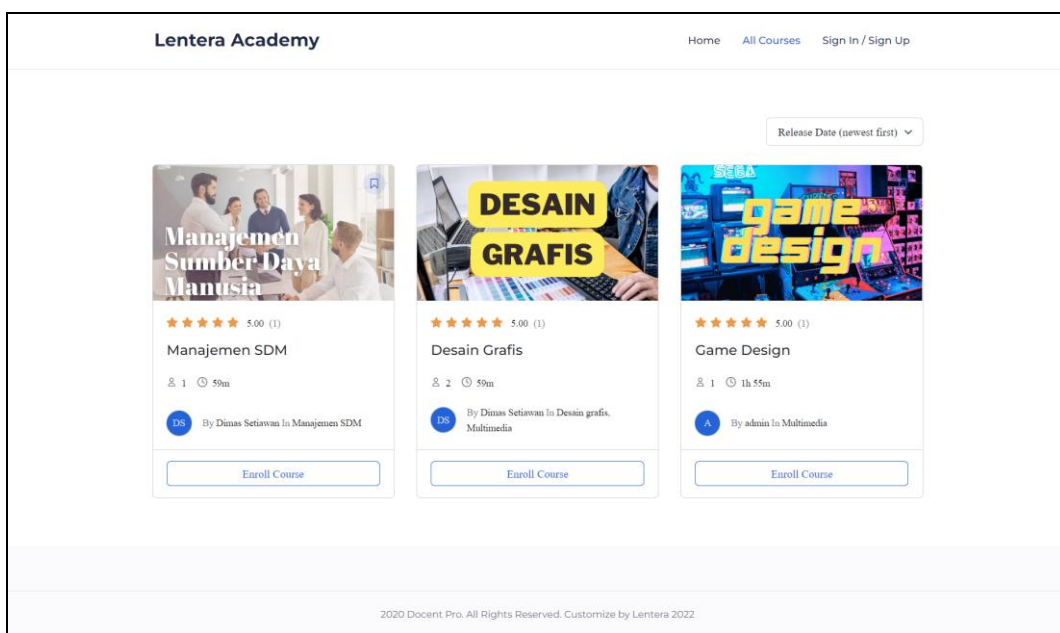 Lentera Academy
Home All Courses Sign In / Sign Up
Release Date (newest first)
Manajemen
Sumber Daya
Manusia
5.00 (1)
Manajemen SDM
1 59m
DS By Dimas Setiawan In Manajemen SDM
Enroll Course
DESAIN
GRAFIS
5.00 (1)
Desain Grafis
2 59m
DS By Dimas Setiawan In Desain grafis,
Multimedia
Enroll Course
SEGA
game
design
5.00 (1)
Game Design
1 1h 55m
A By admin In Multimedia
Enroll Course
2020 Docent Pro. All Rights Reserved. Customize by Lentera 2022